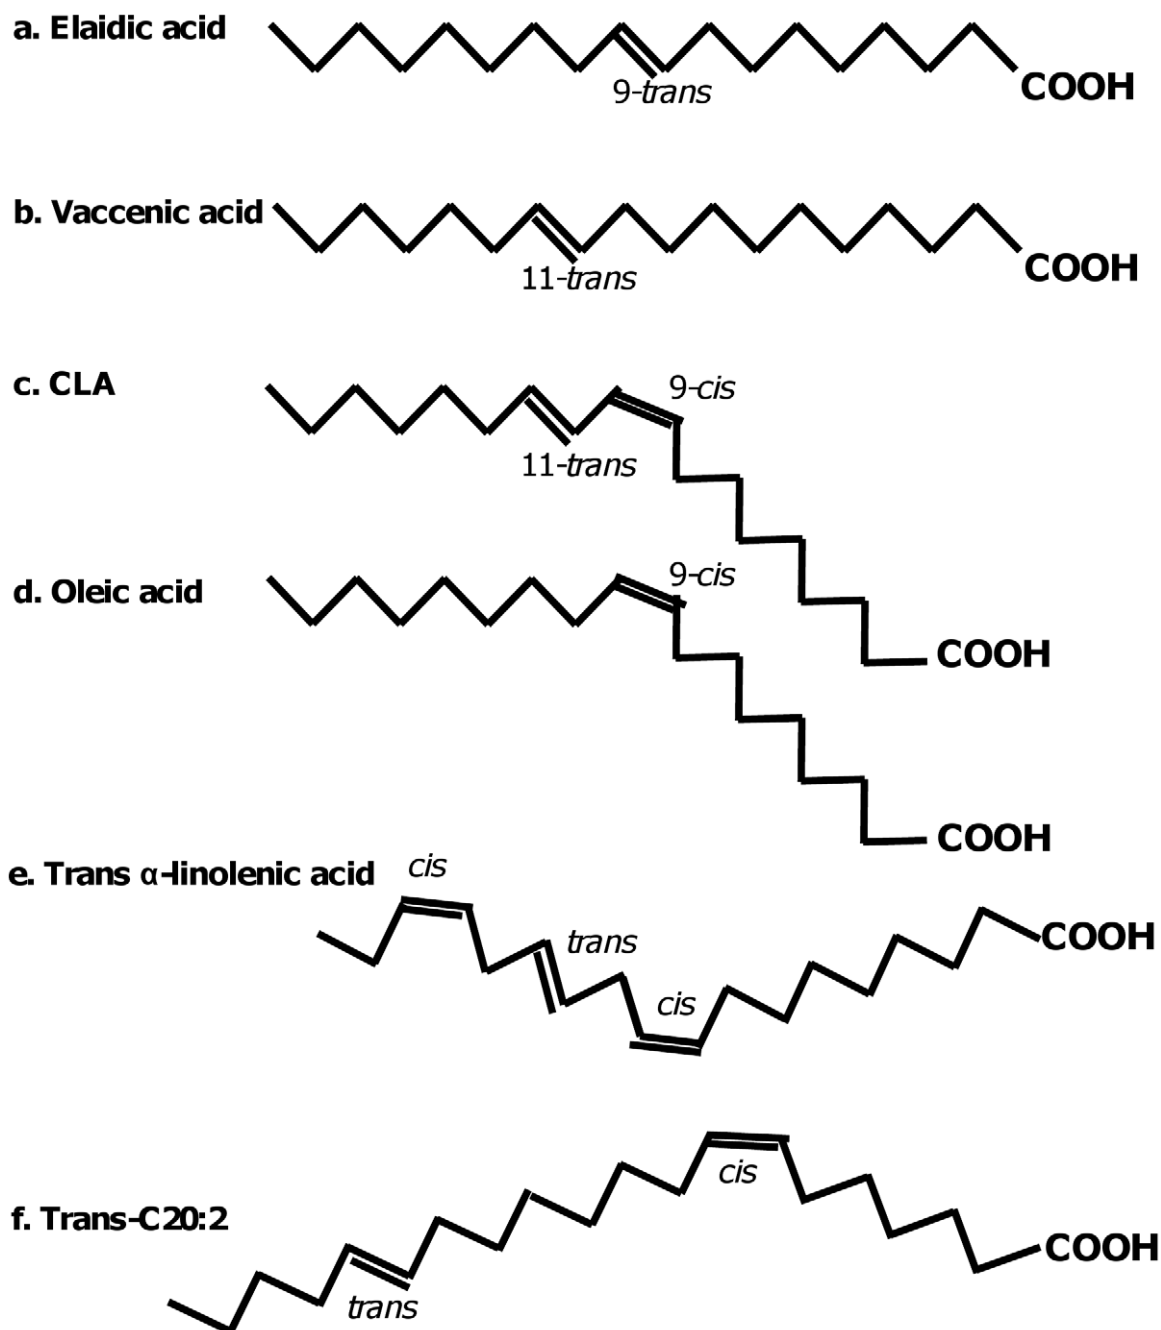 a. Elaidic acid
9-trans
COOH
b. Vaccenic acid
11-trans
COOH
c. CLA
9-cis
11-trans
COOH
d. Oleic acid
9-cis
COOH
e. Trans α-linolenic acid
cis
trans
cis
COOH
f. Trans-C20:2
cis
trans
COOH